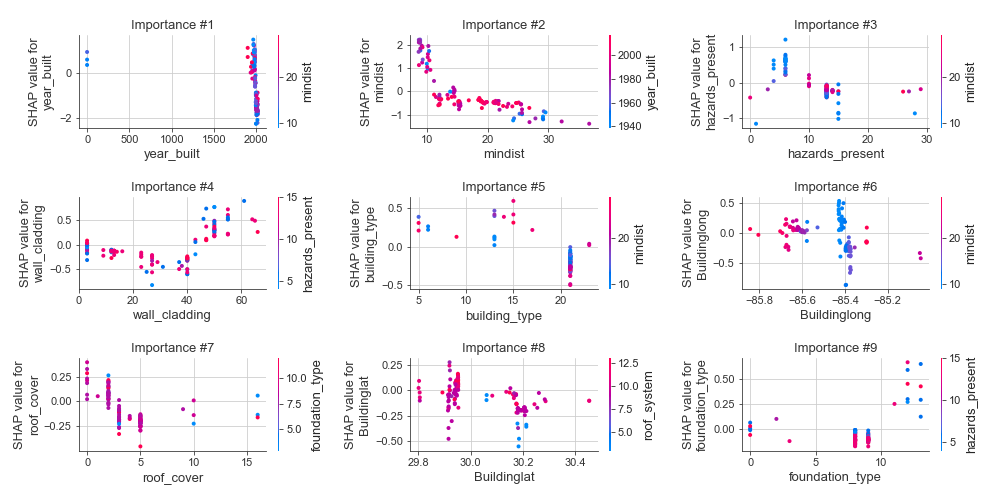 Importance #1
SHAP value for
year_built
0
−2
0
500
1000
1500
2000
year_built
20
10
mindist
Importance #2
SHAP value for
mindist
2
1
0
−1
10
20
30
mindist
2000
1980
1960
1940
year_built
Importance #3
SHAP value for
hazards_present
1
0
−1
0
10
20
30
hazards_present
20
10
mindist
Importance #4
SHAP value for
wall_cladding
0.5
0.0
−0.5
0
20
40
60
wall_cladding
15
10
5
hazards_present
Importance #5
SHAP value for
building_type
0.5
0.0
−0.5
5
10
15
20
building_type
20
10
mindist
Importance #6
SHAP value for
Buildinglong
0.5
0.0
−0.5
−85.8
−85.6
−85.4
−85.2
Buildinglong
20
10
mindist
Importance #7
SHAP value for
roof_cover
0.25
0.00
−0.25
0
5
10
15
roof_cover
10.0
7.5
5.0
foundation_type
Importance #8
SHAP value for
Buildinglat
0.25
0.00
−0.25
−0.50
29.8
30.0
30.2
30.4
Buildinglat
12.5
10.0
7.5
5.0
roof_system
Importance #9
SHAP value for
foundation_type
0.50
0.25
0.00
0
5
10
foundation_type
15
10
5
hazards_present